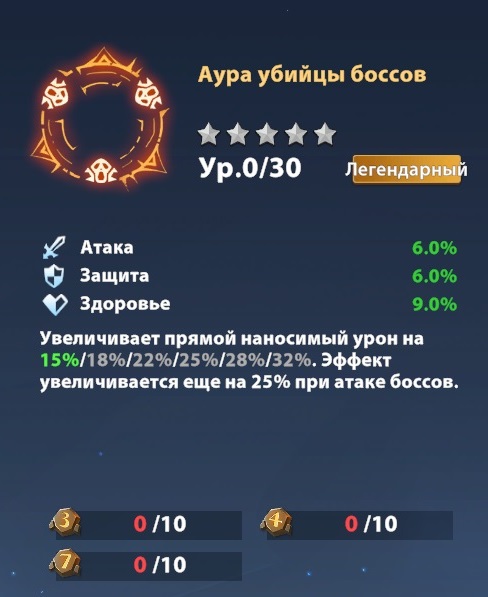 Аура убийцы боссов
Ур.0/30
Легендарный
Атака 6.0%
Защита 6.0%
Здоровье 9.0%
Увеличивает прямой наносимый урон на
15%/18%/22%/25%/28%/32%. Эффект
увеличивается еще на 25% при атаке боссов.
3 0 /10
4 0 /10
7 0 /10